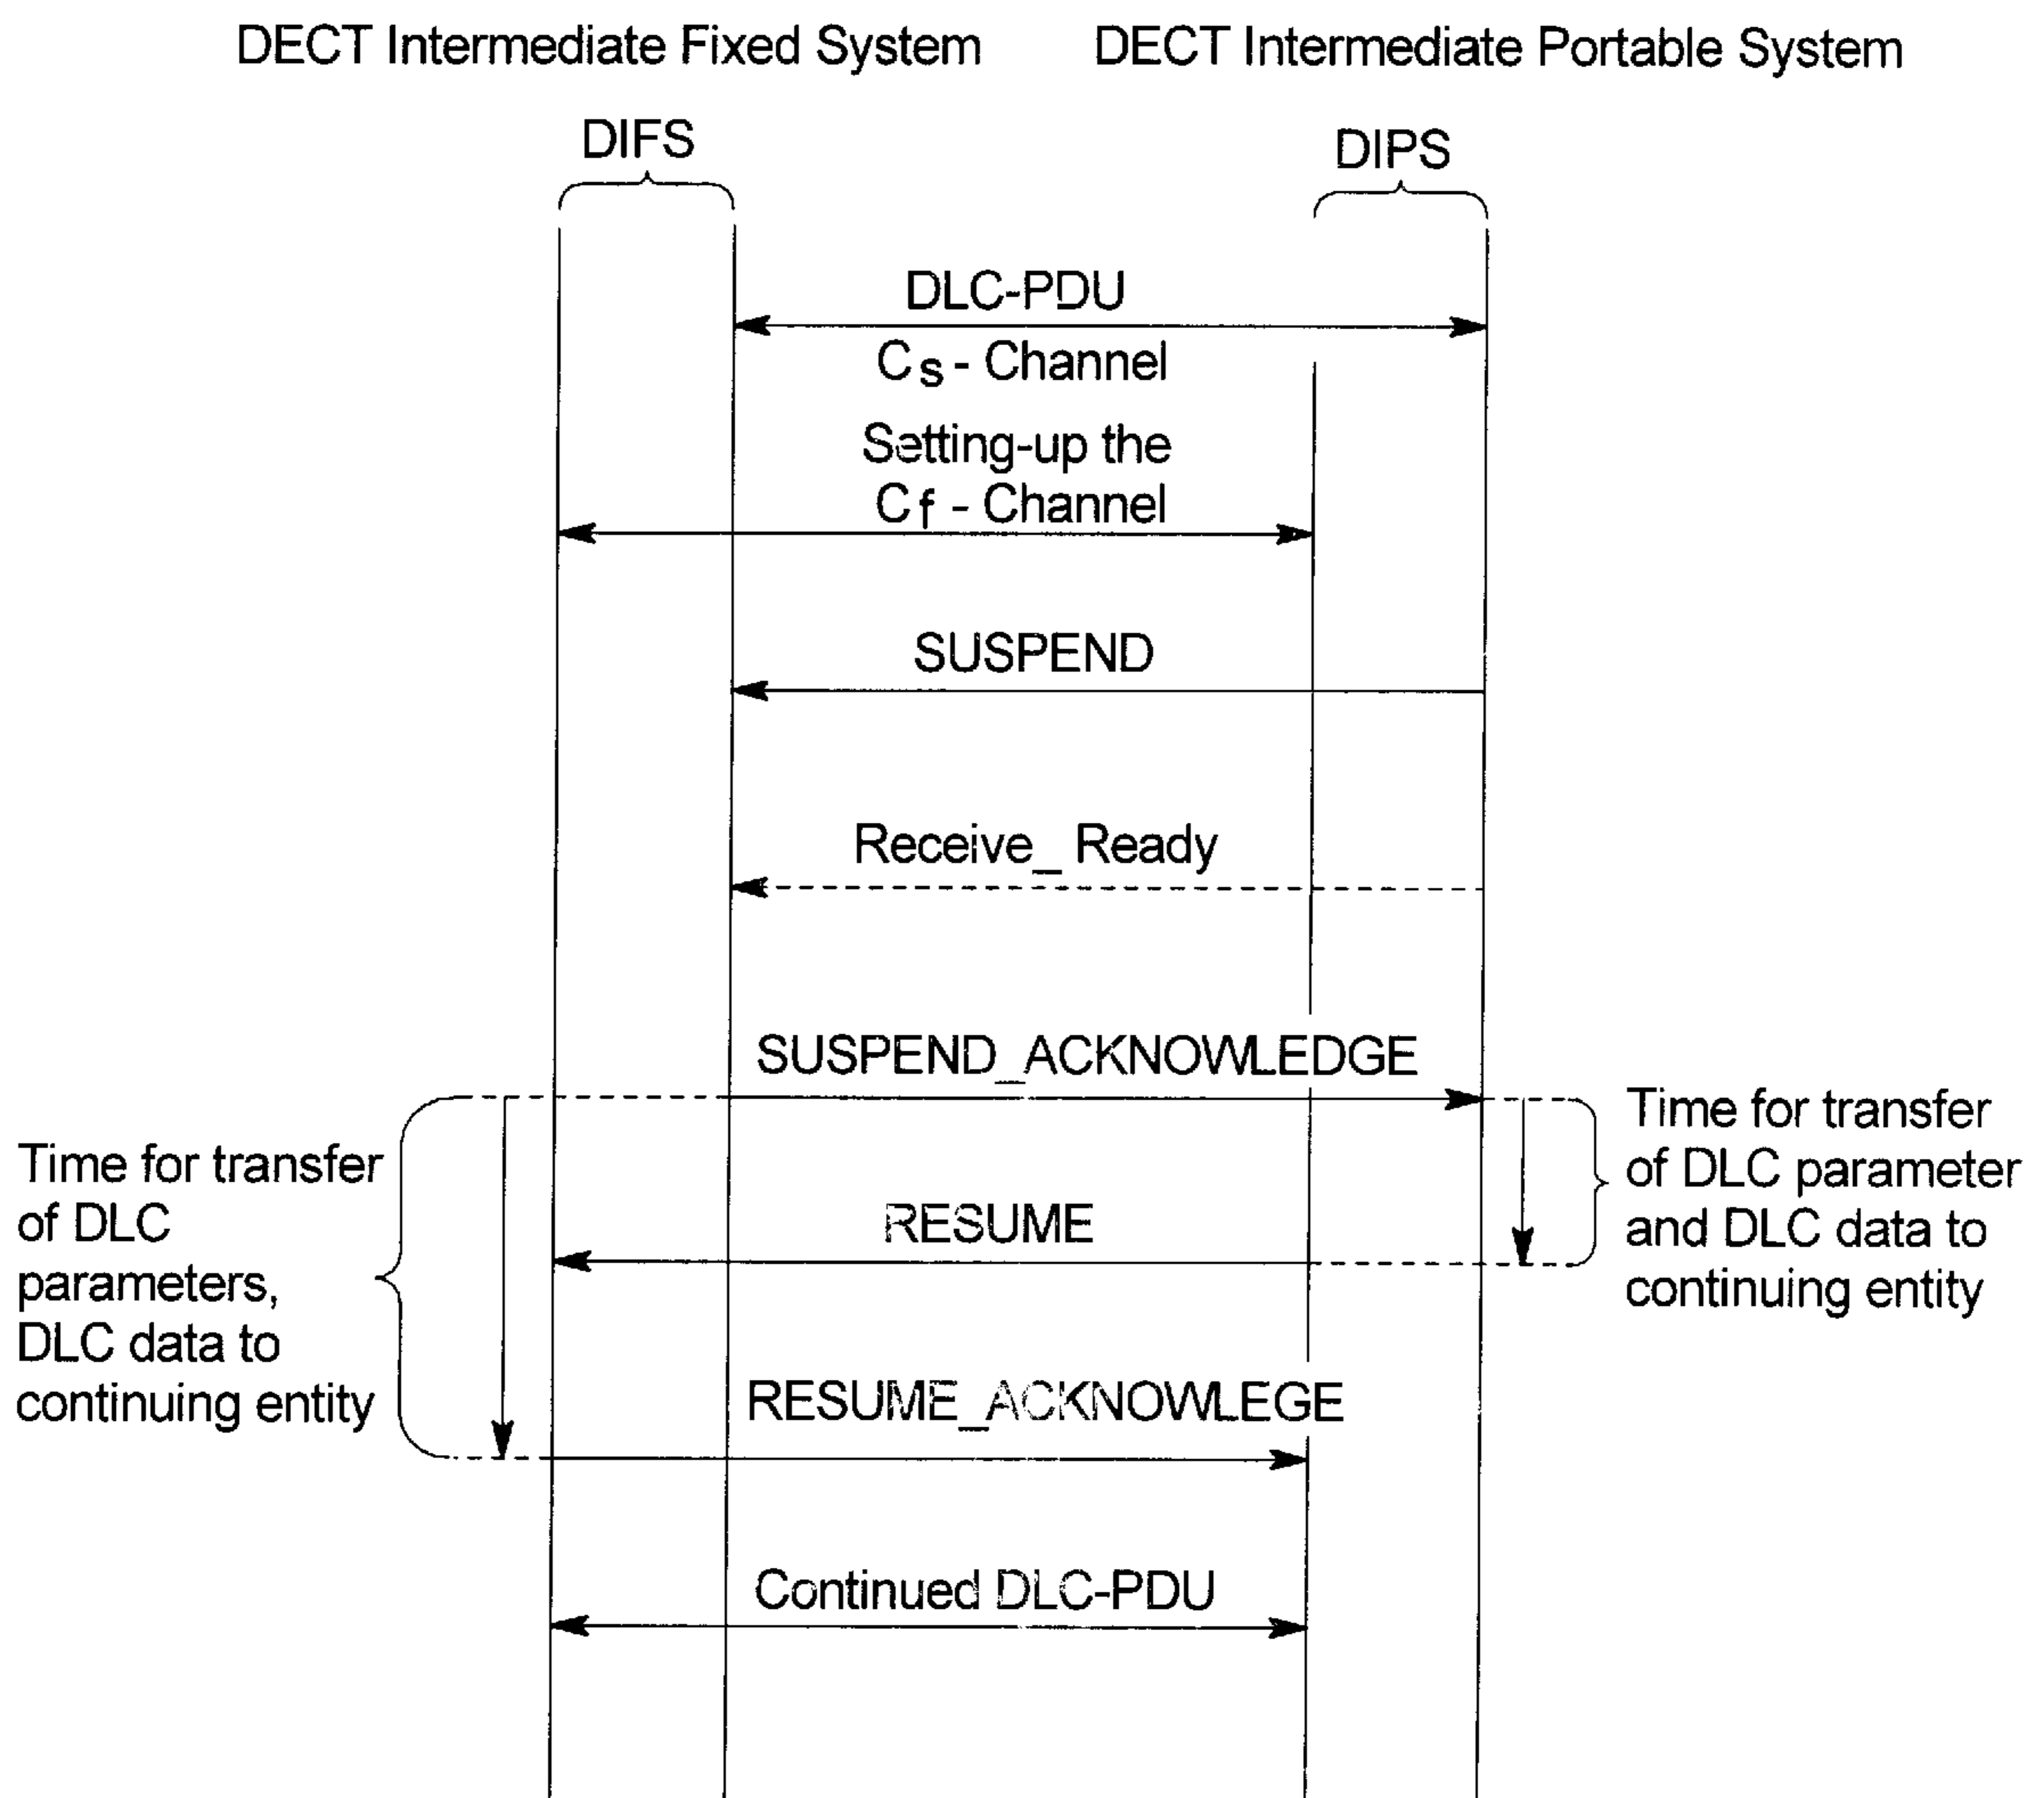 DECT Intermediate Fixed System
DECT Intermediate Portable System
DIFS
DIPS
DLC-PDU
Cs - Channel
Setting-up the
Cf - Channel
SUSPEND
Receive_ Ready
SUSPEND_ACKNOWLEDGE
Time for transfer
of DLC
parameters,
DLC data to
continuing entity
Time for transfer
of DLC parameter
and DLC data to
continuing entity
RESUME
RESUME_ACKNOWLEGE
Continued DLC-PDU